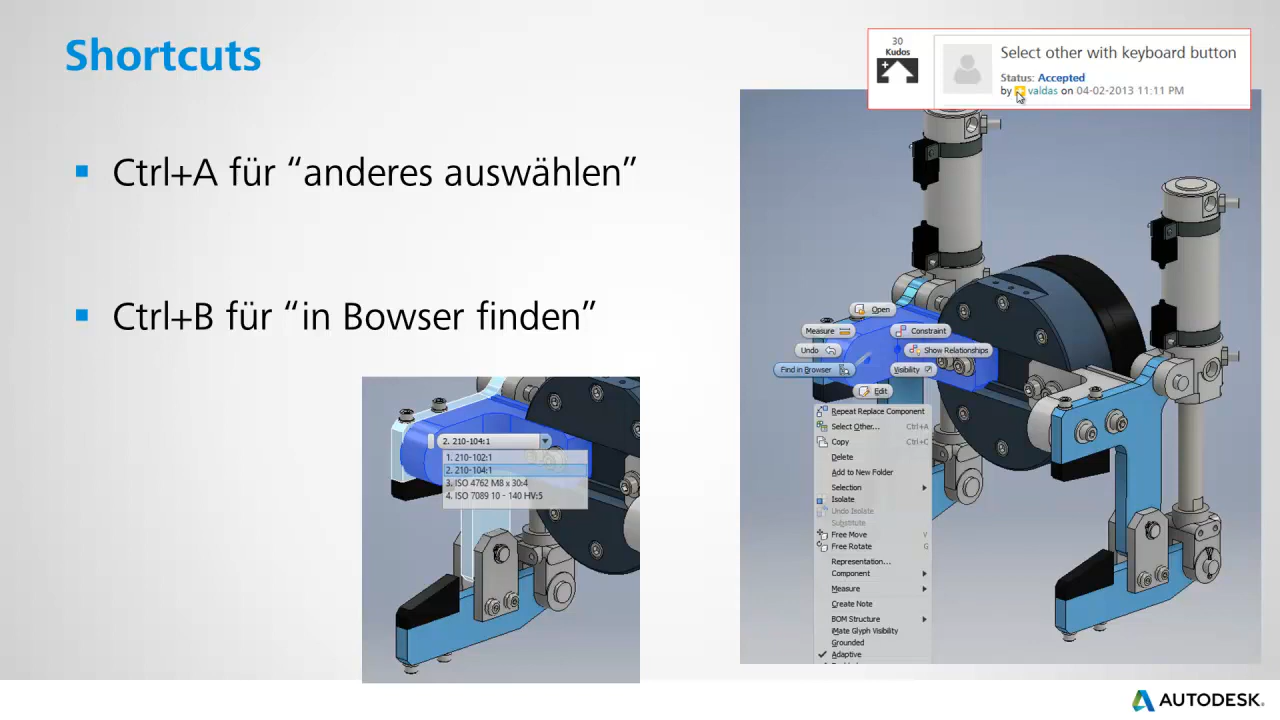 Shortcuts
30
Kudos
Select other with keyboard button
Status: Accepted
by valdas on 04-02-2013 11:11 PM
Ctrl+A für “anderes auswählen”
Ctrl+B für “in Bowser finden”
2. 210-104:1
1. 210-102:1
2. 210-104:1
3. ISO 4762 M8 x 30:4
4. ISO 7089 10 - 140 HV:5
Open
Measure
Constraint
Undo
Show Relationships
Find in Browser
Visibility
Edit
Repeat Replace Component
Select Other... Ctrl+A
Copy Ctrl+C
Delete
Add to New Folder
Selection
Isolate
Undo Isolate
Substitute
Free Move V
Free Rotate G
Representation...
Component
Measure
Create Note
BOM Structure
iMate Glyph Visibility
Grounded
Adaptive
AUTODESK.